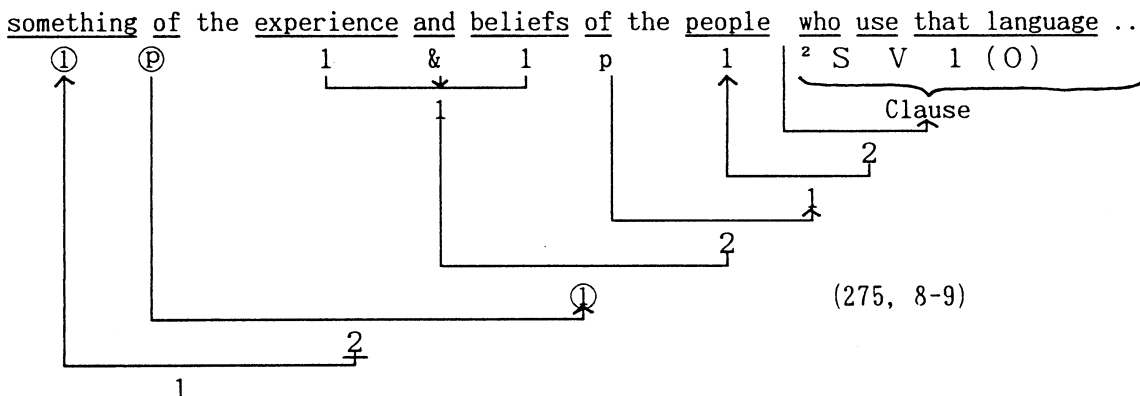 something of the experience and beliefs of the people who use that language ..
① ⓟ 1 & 1 p 1 ² S V 1 (O)
1 Clause
2
1
2
① (275, 8-9)
2
1